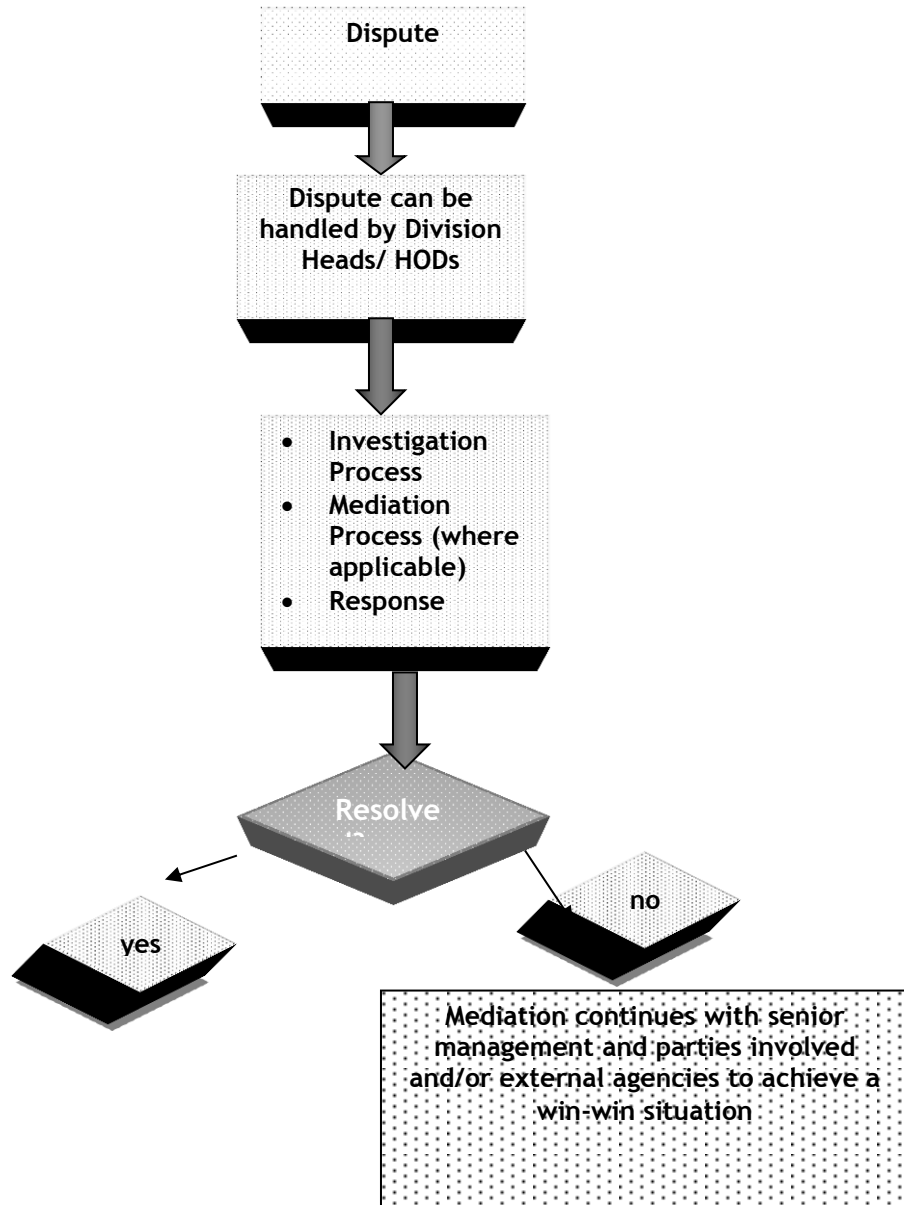 Dispute
Dispute can be
handled by Division
Heads/ HODs
• Investigation
Process
• Mediation
Process (where
applicable)
• Response
Resolve
yes
no
Mediation continues with senior
management and parties involved
and/or external agencies to achieve a
win-win situation